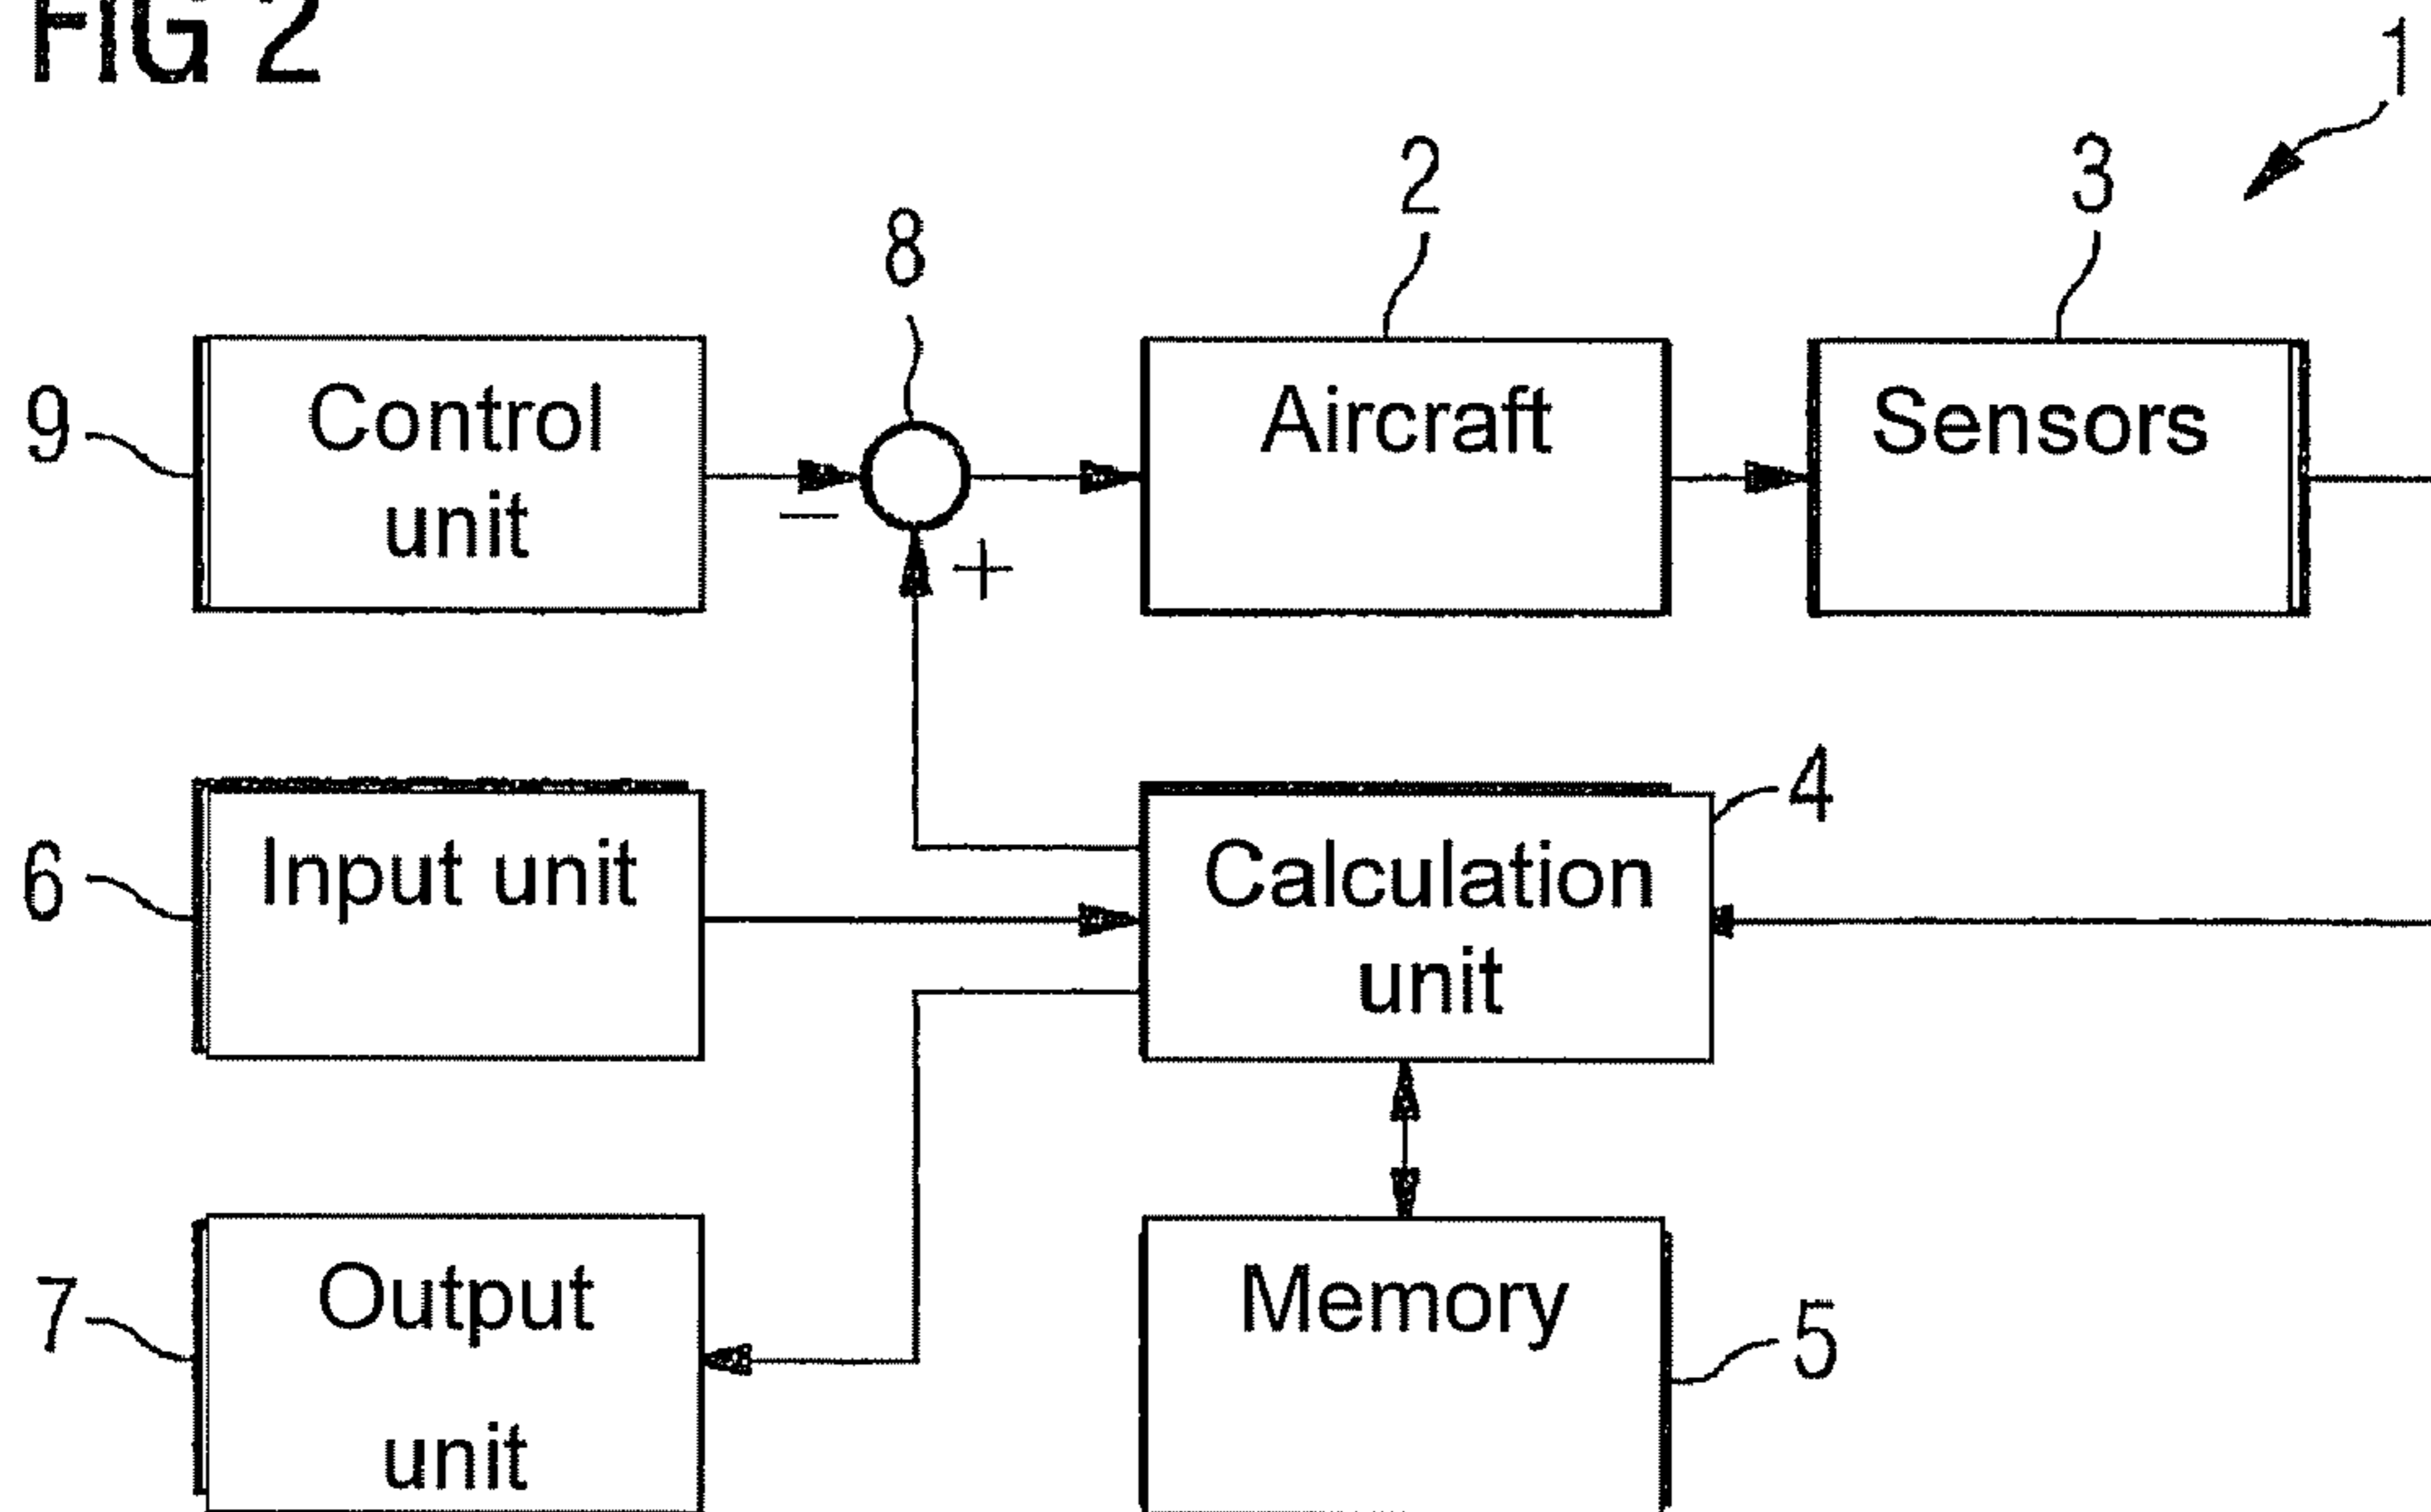 FIG 2
1
2
3
8
9
Control
unit
Aircraft
Sensors
−
+
4
6
Input unit
Calculation
unit
7
Output
unit
Memory
5